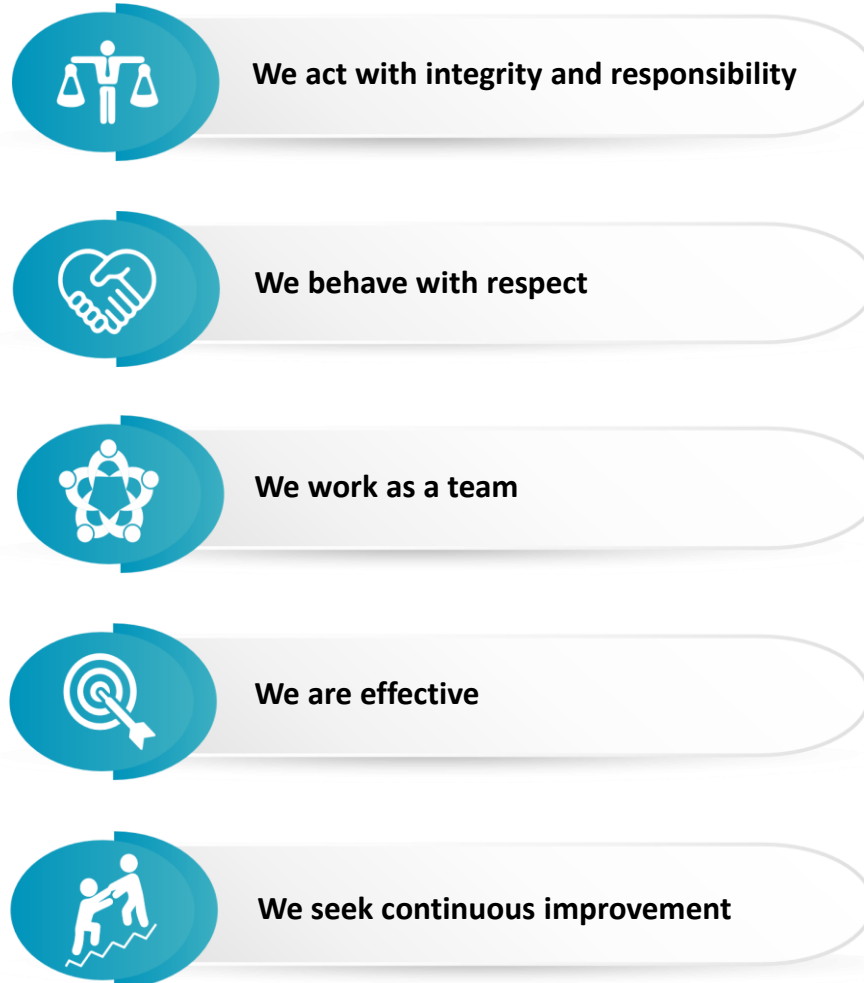 We act with integrity and responsibility
We behave with respect
We work as a team
We are effective
We seek continuous improvement